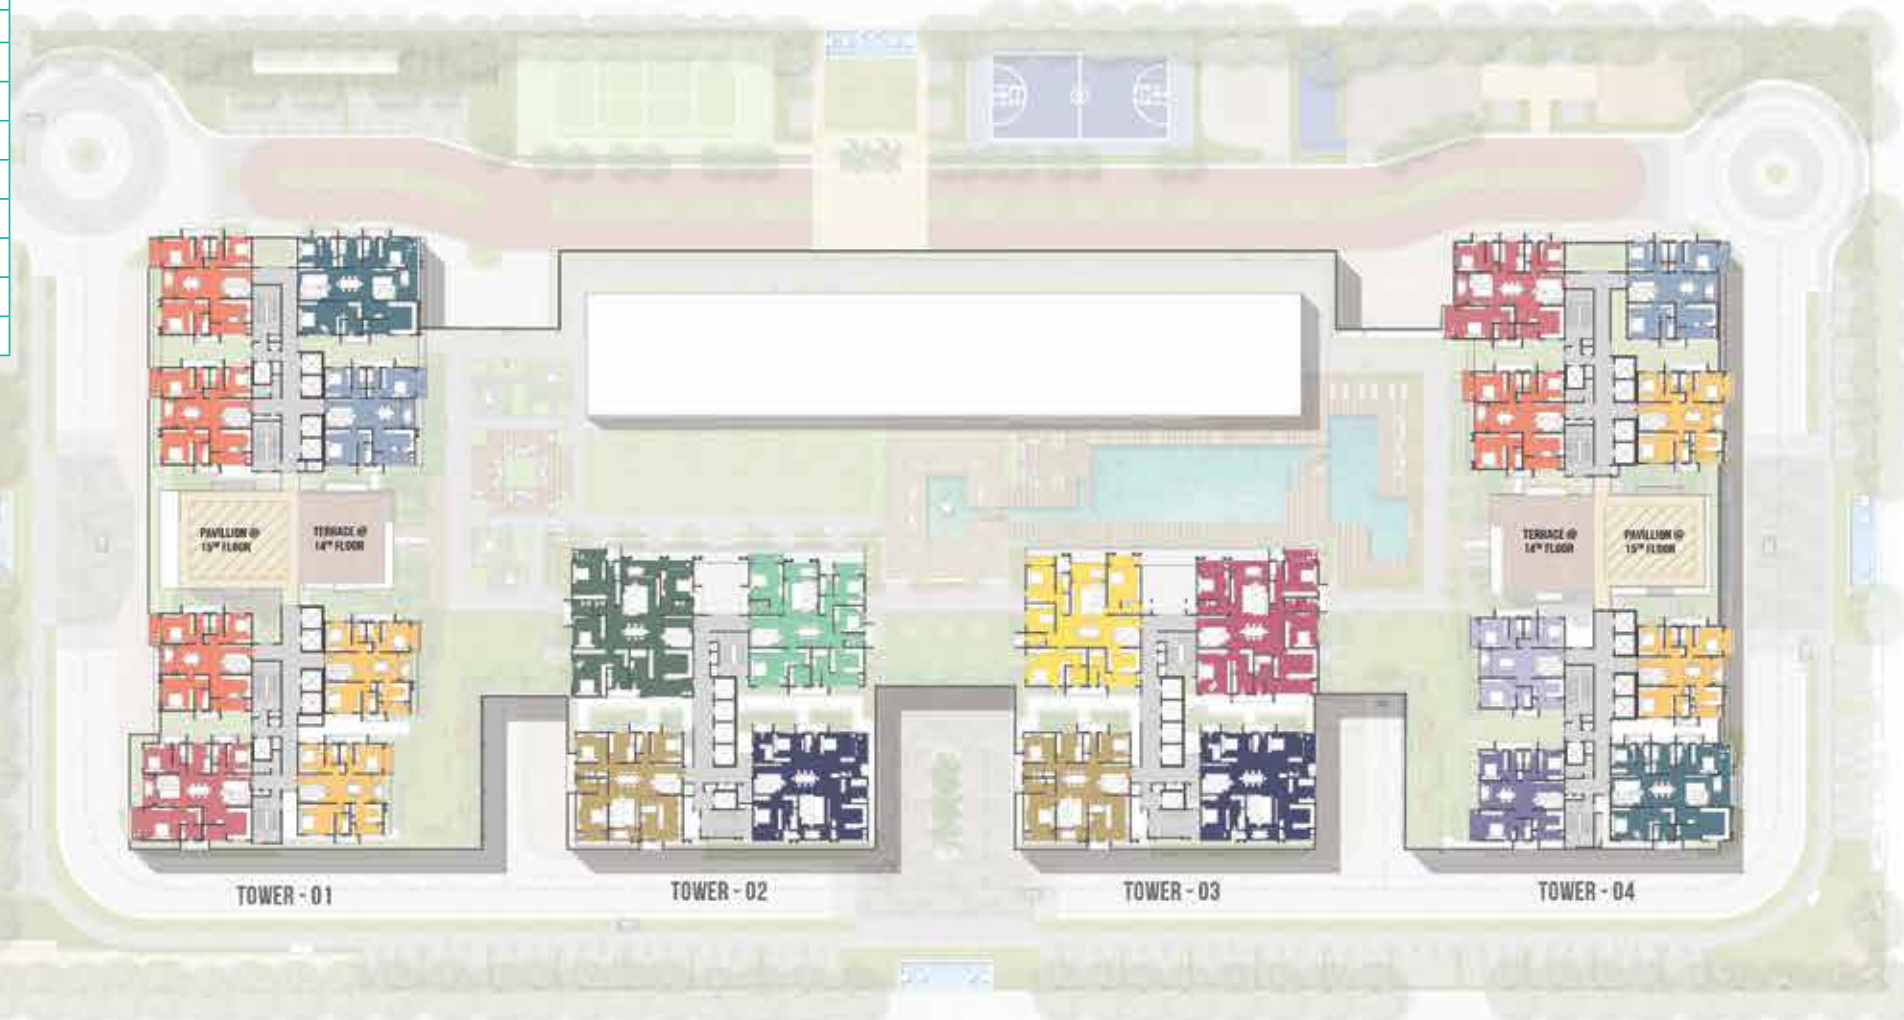 PAVILLION @
15TH FLOOR
TERRACE @
14TH FLOOR
TERRACE @
14TH FLOOR
PAVILLION @
15TH FLOOR
TOWER - 01
TOWER - 02
TOWER - 03
TOWER - 04